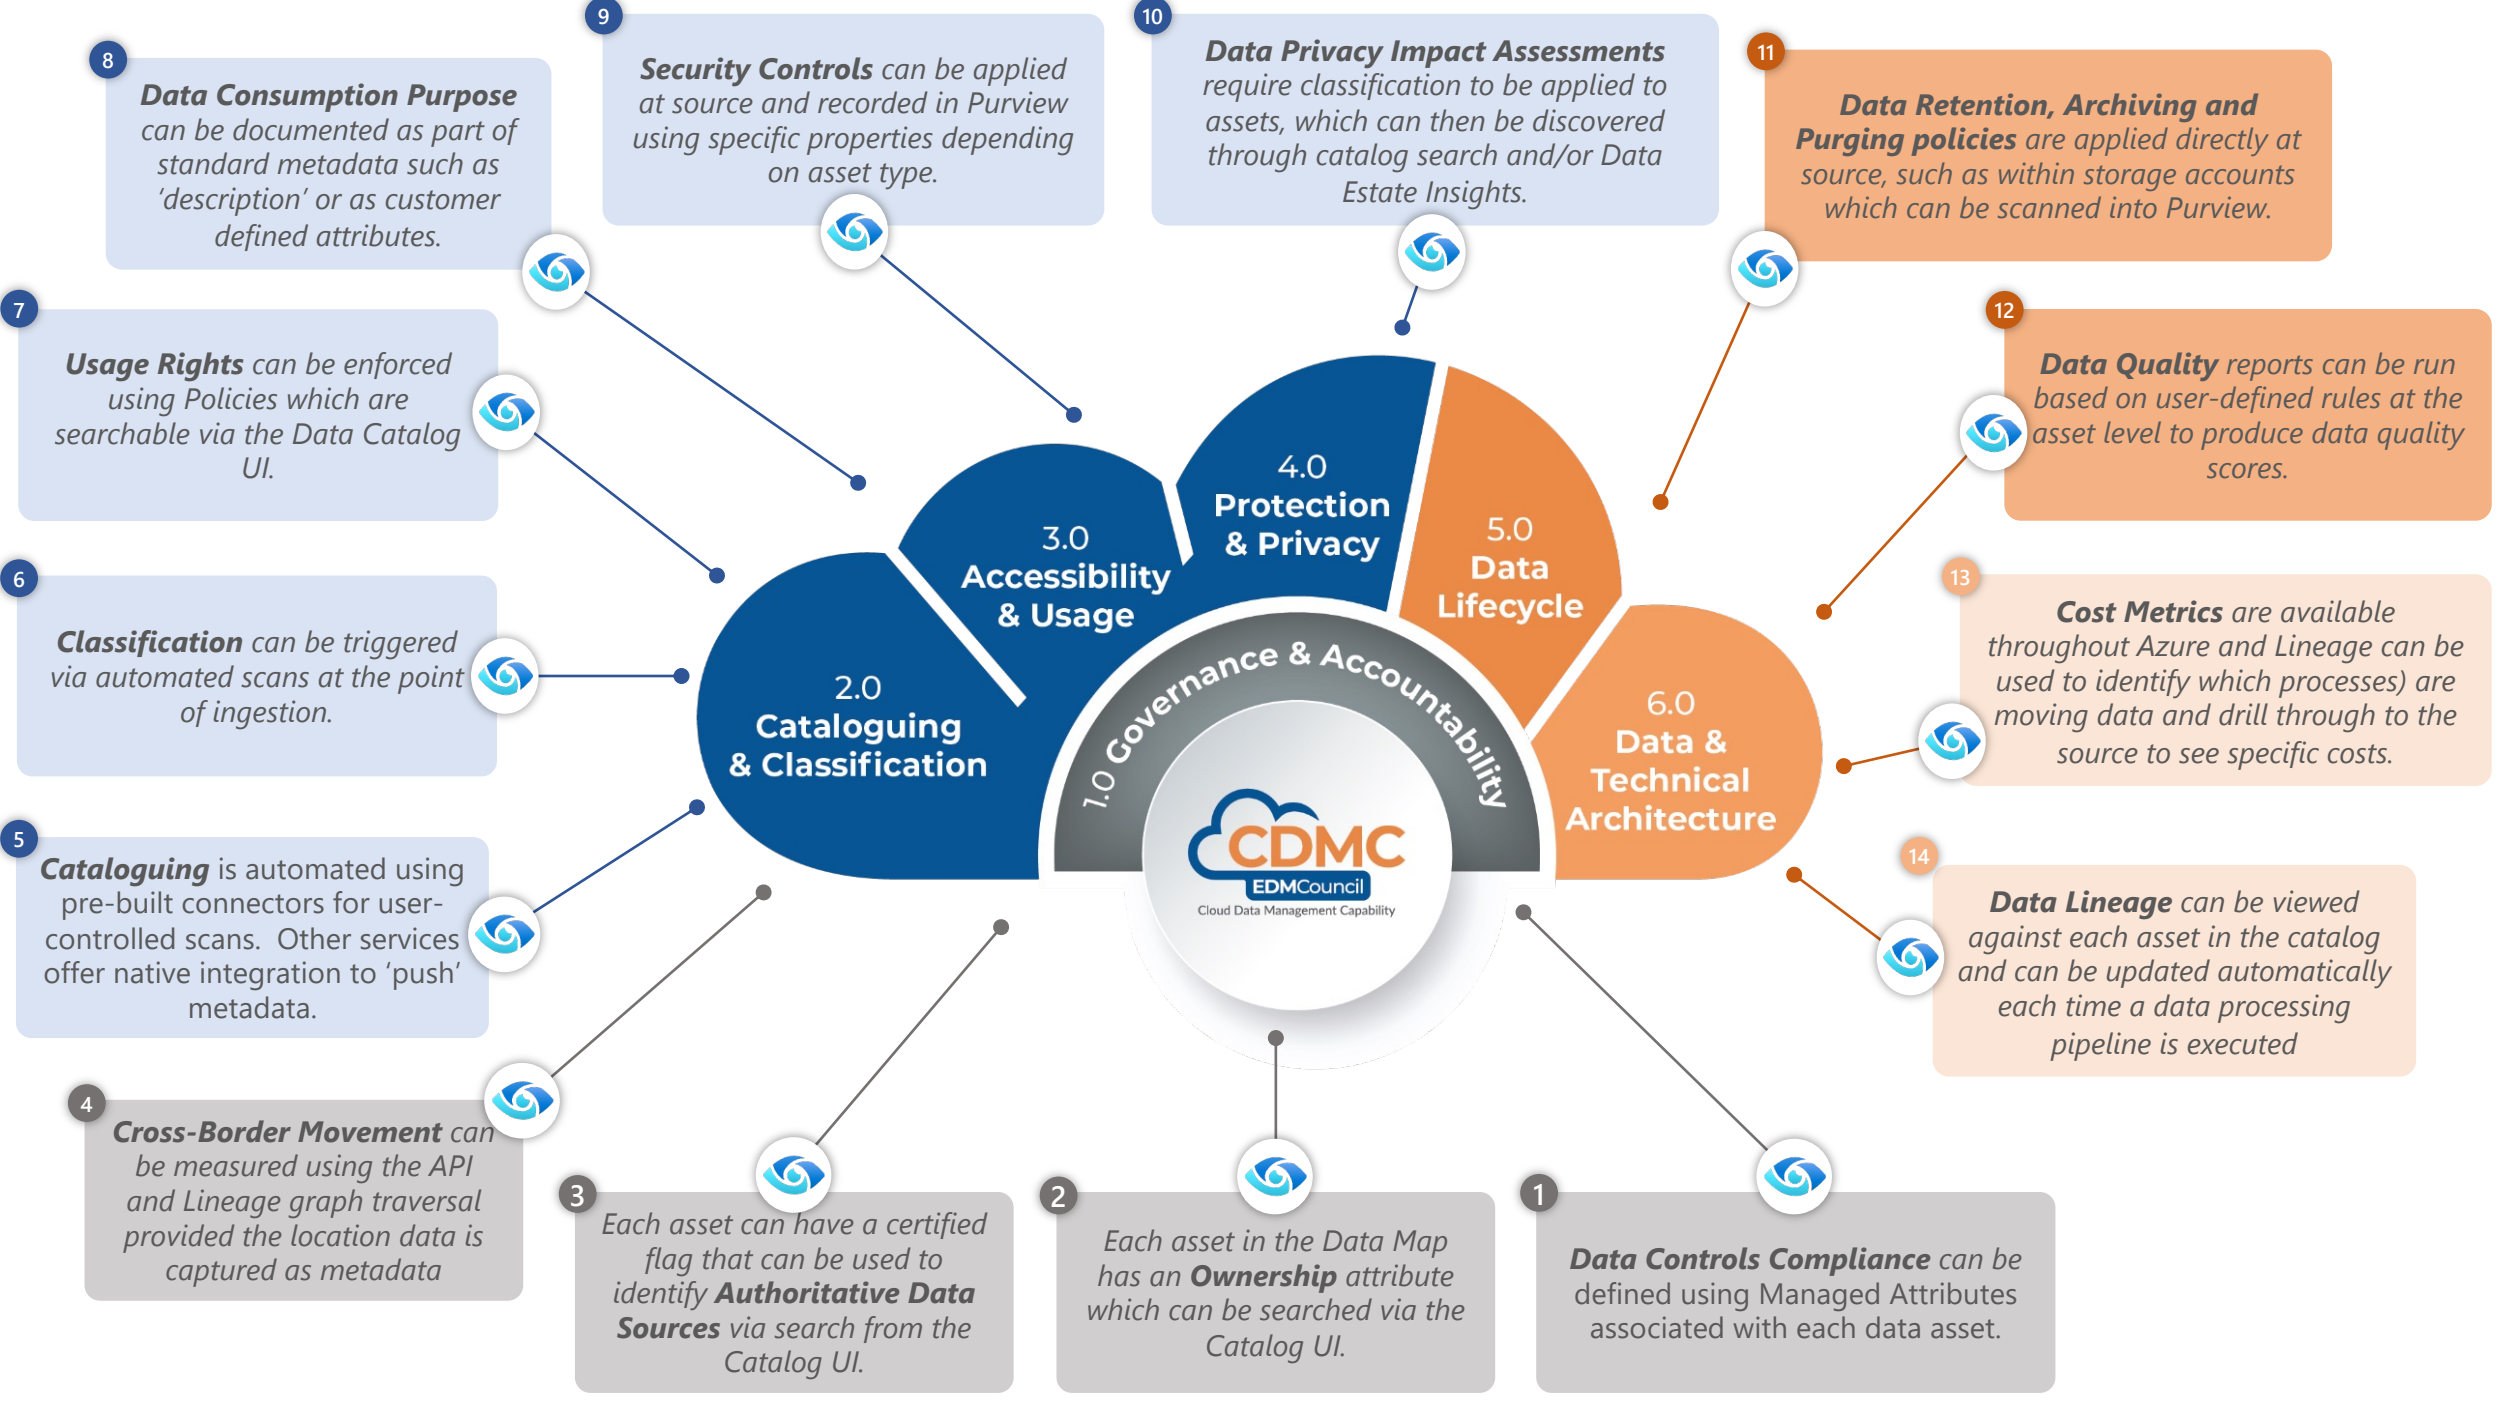 8
Data Consumption Purpose
can be documented as part of
standard metadata such as
‘description’ or as customer
defined attributes.
9
Security Controls can be applied
at source and recorded in Purview
using specific properties depending
on asset type.
10
Data Privacy Impact Assessments
require classification to be applied to
assets, which can then be discovered
through catalog search and/or Data
Estate Insights.
11
Data Retention, Archiving and
Purging policies are applied directly at
source, such as within storage accounts
which can be scanned into Purview.
7
Usage Rights can be enforced
using Policies which are
searchable via the Data Catalog
UI.
12
Data Quality reports can be run
based on user-defined rules at the
asset level to produce data quality
scores.
6
Classification can be triggered
via automated scans at the point
of ingestion.
13
Cost Metrics are available
throughout Azure and Lineage can be
used to identify which processes) are
moving data and drill through to the
source to see specific costs.
5
Cataloguing is automated using
pre-built connectors for user-
controlled scans.  Other services
offer native integration to ‘push’
metadata.
14
Data Lineage can be viewed
against each asset in the catalog
and can be updated automatically
each time a data processing
pipeline is executed
2.0
Cataloguing
& Classification
3.0
Accessibility
& Usage
4.0
Protection
& Privacy
5.0
Data
Lifecycle
6.0
Data &
Technical
Architecture
1.0 Governance & Accountability
CDMC
EDMCouncil
Cloud Data Management Capability
4
Cross-Border Movement can
be measured using the API
and Lineage graph traversal
provided the location data is
captured as metadata
3
Each asset can have a certified
flag that can be used to
identify Authoritative Data
Sources via search from the
Catalog UI.
2
Each asset in the Data Map
has an Ownership attribute
which can be searched via the
Catalog UI.
1
Data Controls Compliance can be
defined using Managed Attributes
associated with each data asset.